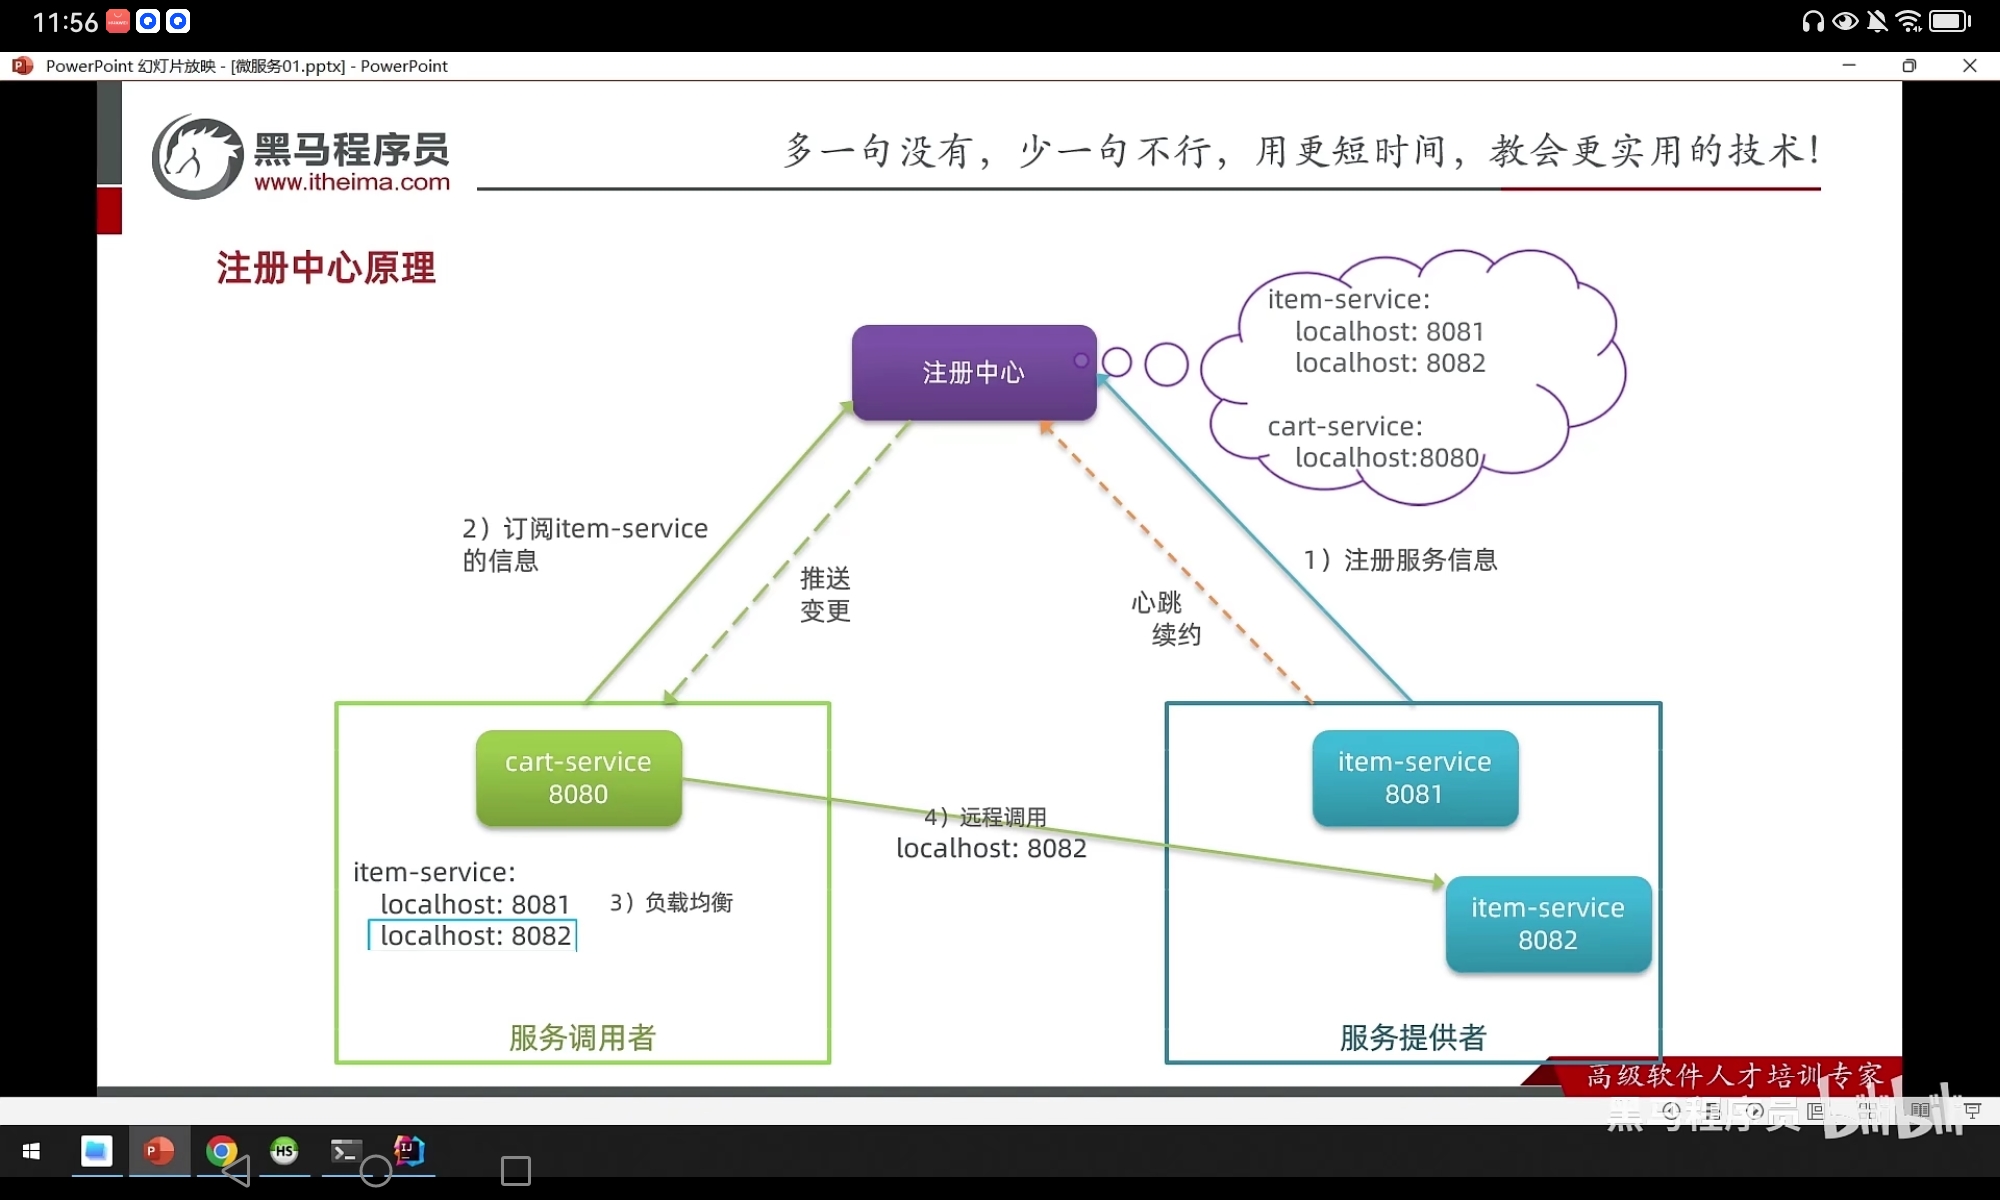 11:56
PowerPoint 幻灯片放映 - [微服务01.pptx] - PowerPoint
黑马程序员
www.itheima.com
多一句没有，少一句不行，用更短时间，教会更实用的技术！
注册中心原理
注册中心
item-service:
localhost: 8081
localhost: 8082
cart-service:
localhost:8080
2）订阅item-service
的信息
推送
变更
心跳
续约
1）注册服务信息
cart-service
8080
item-service:
localhost: 8081
localhost: 8082
3）负载均衡
服务调用者
4）远程调用
localhost: 8082
item-service
8081
item-service
8082
服务提供者
高级软件人才培训专家
黑马程序员 bilibili
HS